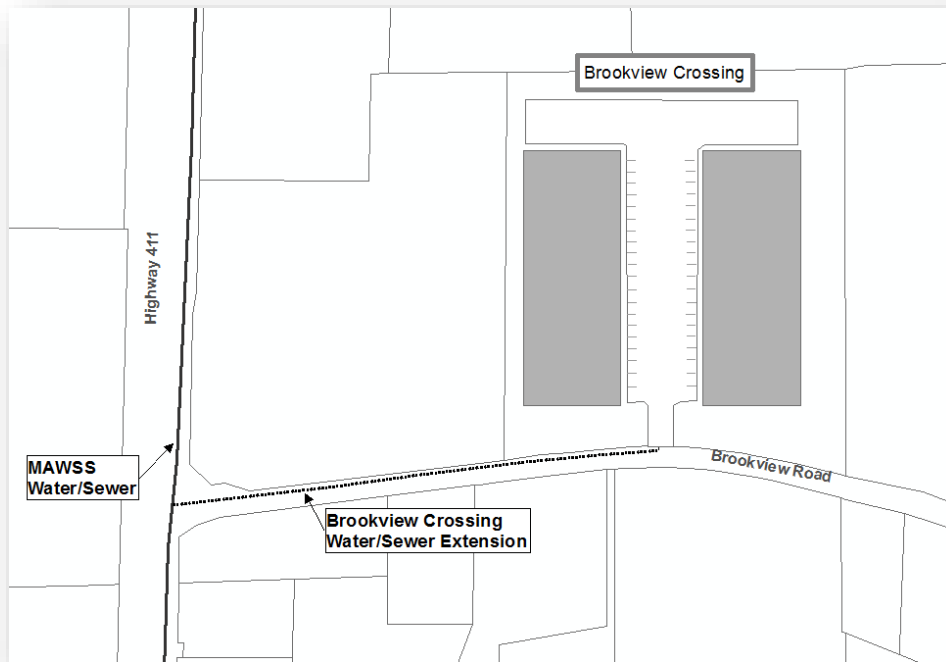 Brookview Crossing
Highway 411
MAWSS
Water/Sewer
Brookview Road
Brookview Crossing
Water/Sewer Extension